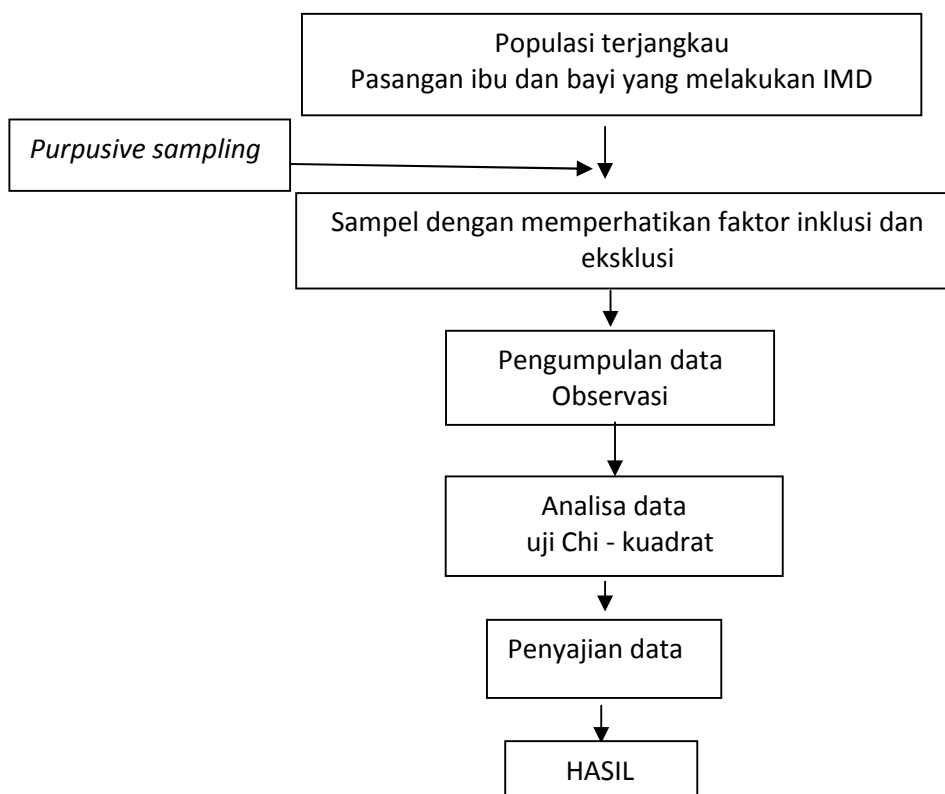 Populasi terjangkau
Pasangan ibu dan bayi yang melakukan IMD
Purpusive sampling
Sampel dengan memperhatikan faktor inklusi dan
eksklusi
Pengumpulan data
Observasi
Analisa data
uji Chi - kuadrat
Penyajian data
HASIL